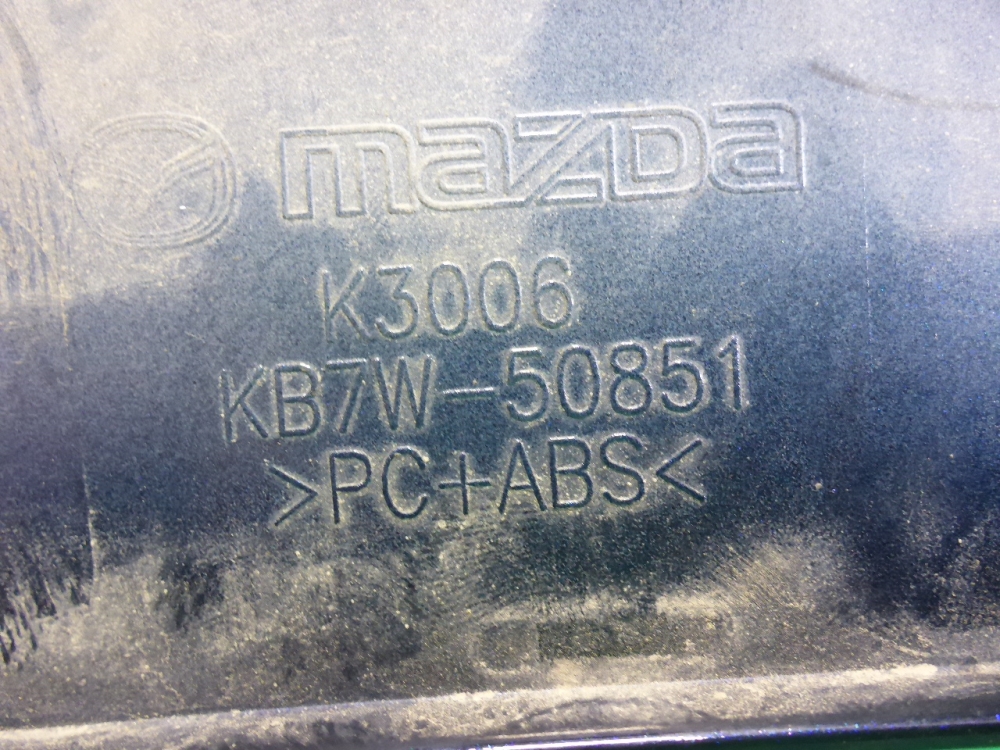 mazda
K3006
KB7W-50851
>PC+ABS<